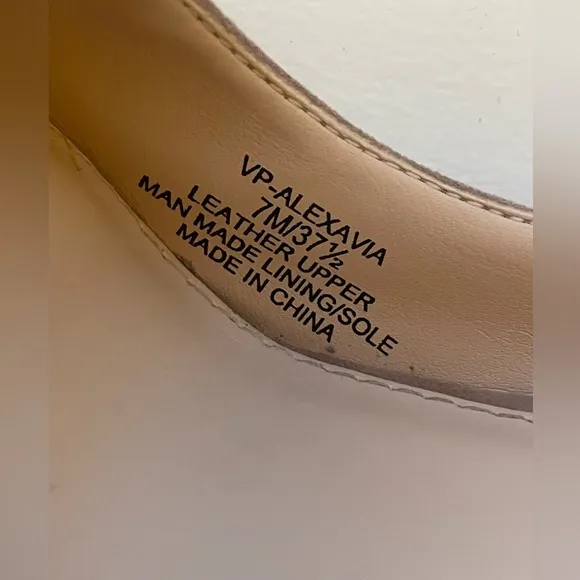 VP-ALEXAVIA
7M/37½
LEATHER UPPER
MAN MADE LINING/SOLE
MADE IN CHINA